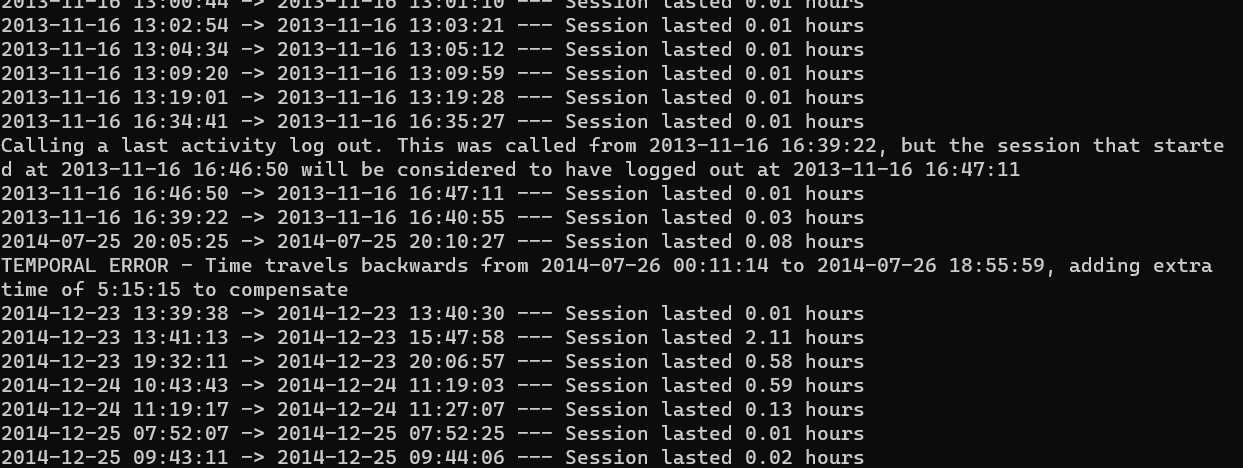 2013-11-16 13:00:44 -> 2013-11-16 13:01:10 --- Session lasted 0.01 hours
2013-11-16 13:02:54 -> 2013-11-16 13:03:21 --- Session lasted 0.01 hours
2013-11-16 13:04:34 -> 2013-11-16 13:05:12 --- Session lasted 0.01 hours
2013-11-16 13:09:20 -> 2013-11-16 13:09:59 --- Session lasted 0.01 hours
2013-11-16 13:19:01 -> 2013-11-16 13:19:28 --- Session lasted 0.01 hours
2013-11-16 16:34:41 -> 2013-11-16 16:35:27 --- Session lasted 0.01 hours
Calling a last activity log out. This was called from 2013-11-16 16:39:22, but the session that starte
d at 2013-11-16 16:46:50 will be considered to have logged out at 2013-11-16 16:47:11
2013-11-16 16:46:50 -> 2013-11-16 16:47:11 --- Session lasted 0.01 hours
2013-11-16 16:39:22 -> 2013-11-16 16:40:55 --- Session lasted 0.03 hours
2014-07-25 20:05:25 -> 2014-07-25 20:10:27 --- Session lasted 0.08 hours
TEMPORAL ERROR - Time travels backwards from 2014-07-26 00:11:14 to 2014-07-26 18:55:59, adding extra
time of 5:15:15 to compensate
2014-12-23 13:39:38 -> 2014-12-23 13:40:30 --- Session lasted 0.01 hours
2014-12-23 13:41:13 -> 2014-12-23 15:47:58 --- Session lasted 2.11 hours
2014-12-23 19:32:11 -> 2014-12-23 20:06:57 --- Session lasted 0.58 hours
2014-12-24 10:43:43 -> 2014-12-24 11:19:03 --- Session lasted 0.59 hours
2014-12-24 11:19:17 -> 2014-12-24 11:27:07 --- Session lasted 0.13 hours
2014-12-25 07:52:07 -> 2014-12-25 07:52:25 --- Session lasted 0.01 hours
2014-12-25 09:43:11 -> 2014-12-25 09:44:06 --- Session lasted 0.02 hours